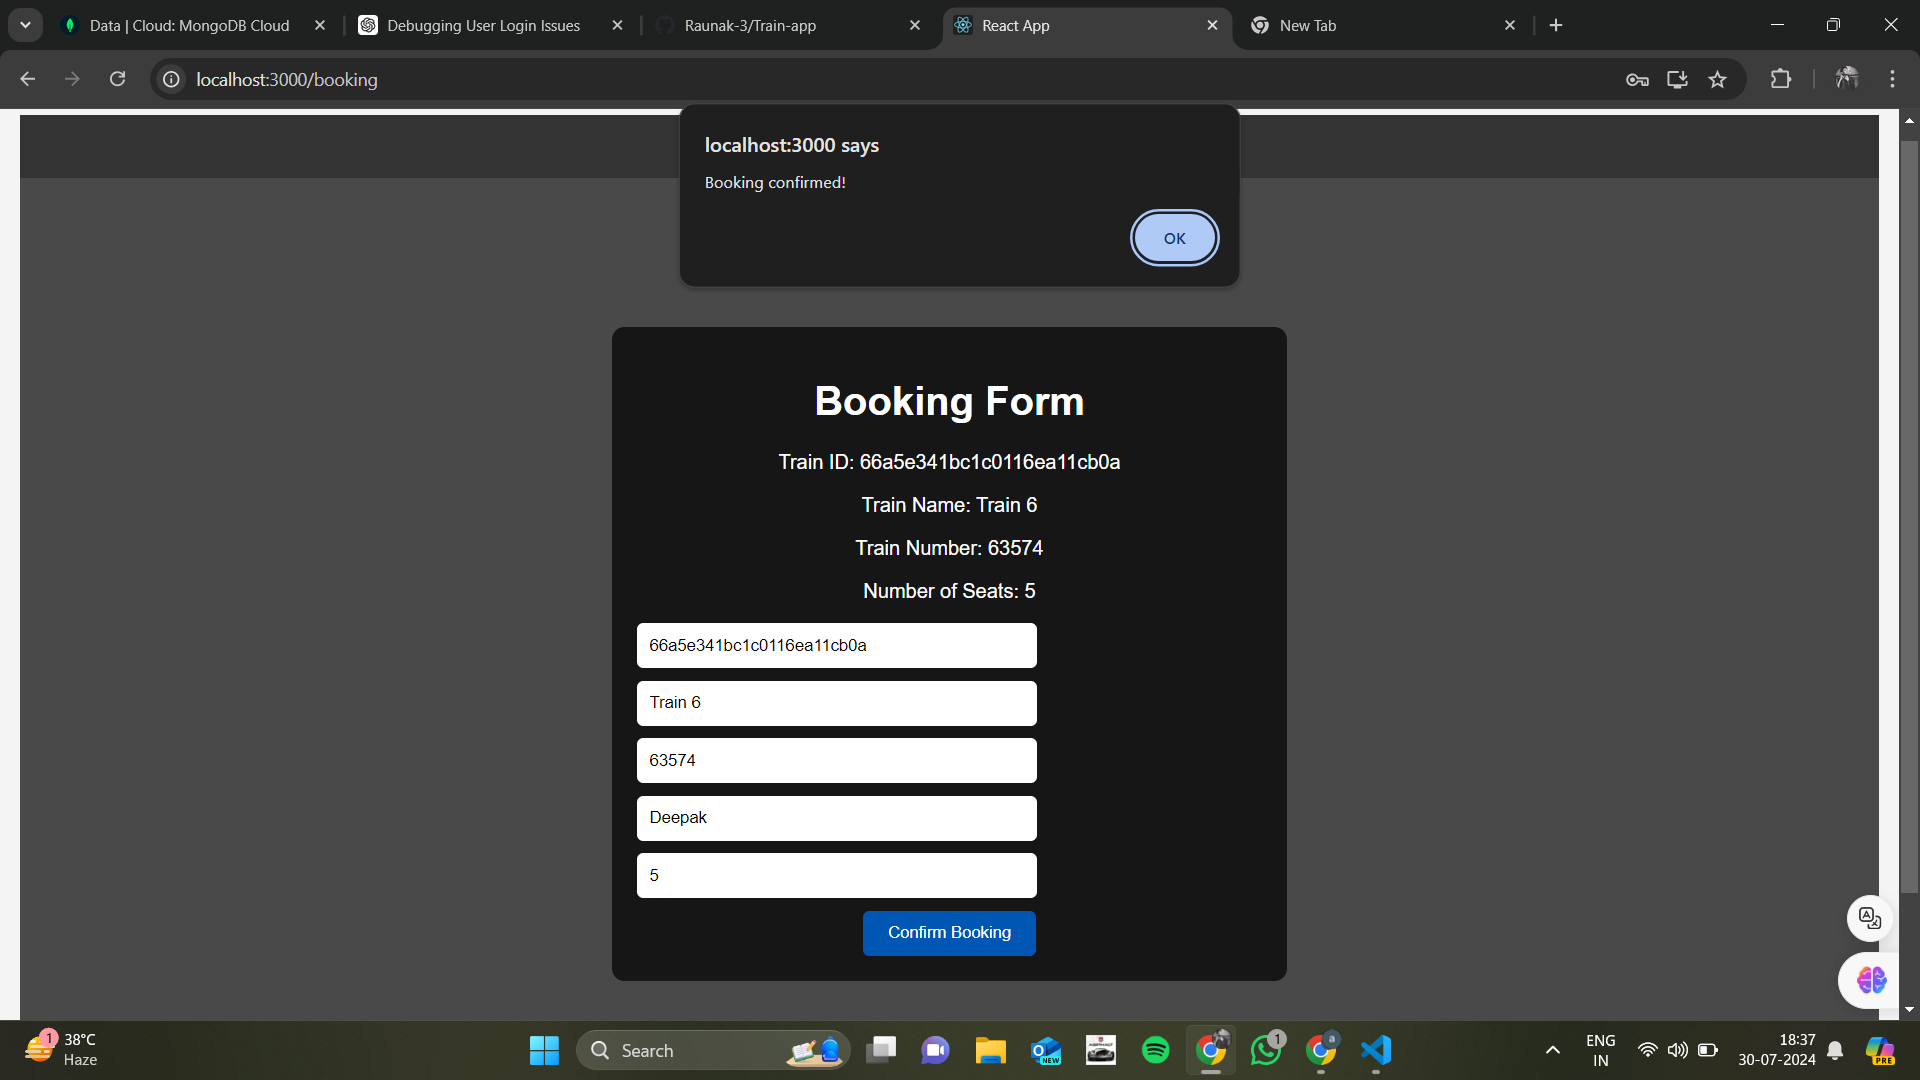 Data | Cloud: MongoDB Cloud
Debugging User Login Issues
Raunak-3/Train-app
React App
New Tab
localhost:3000/booking
localhost:3000 says
Booking confirmed!
OK
Booking Form
Train ID: 66a5e341bc1c0116ea11cb0a
Train Name: Train 6
Train Number: 63574
Number of Seats: 5
66a5e341bc1c0116ea11cb0a
Train 6
63574
Deepak
5
Confirm Booking
1
38°C
Haze
Search
NEW
ASPHALT
1
a
ENG
IN
18:37
30-07-2024
PRE